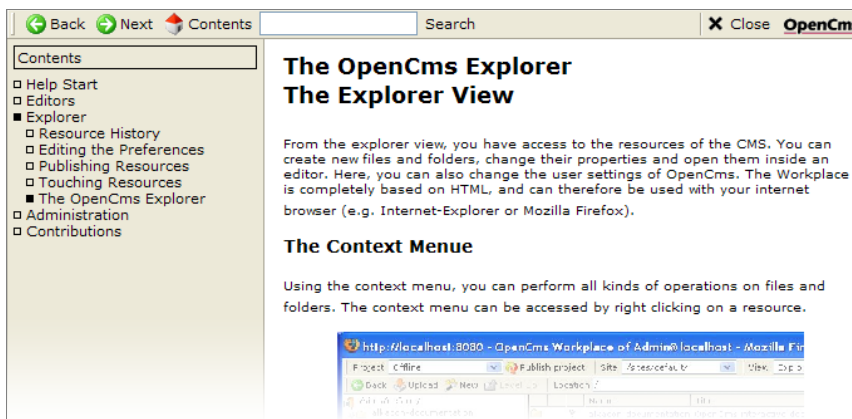 Back Next Contents Search Close OpenCm
Contents
Help Start
Editors
Explorer
Resource History
Editing the Preferences
Publishing Resources
Touching Resources
The OpenCms Explorer
Administration
Contributions
The OpenCms Explorer
The Explorer View
From the explorer view, you have access to the resources of the CMS. You can
create new files and folders, change their properties and open them inside an
editor. Here, you can also change the user settings of OpenCms. The Workplace
is completely based on HTML, and can therefore be used with your internet
browser (e.g. Internet-Explorer or Mozilla Firefox).
The Context Menue
Using the context menu, you can perform all kinds of operations on files and
folders. The context menu can be accessed by right clicking on a resource.
http://localhost:8080 - OpenCms Workplace of Admin@localhost - Mozilla Fir
Project Offline Publish project Site /sites/default/ View Explo
Back Upload New Level Up Location /